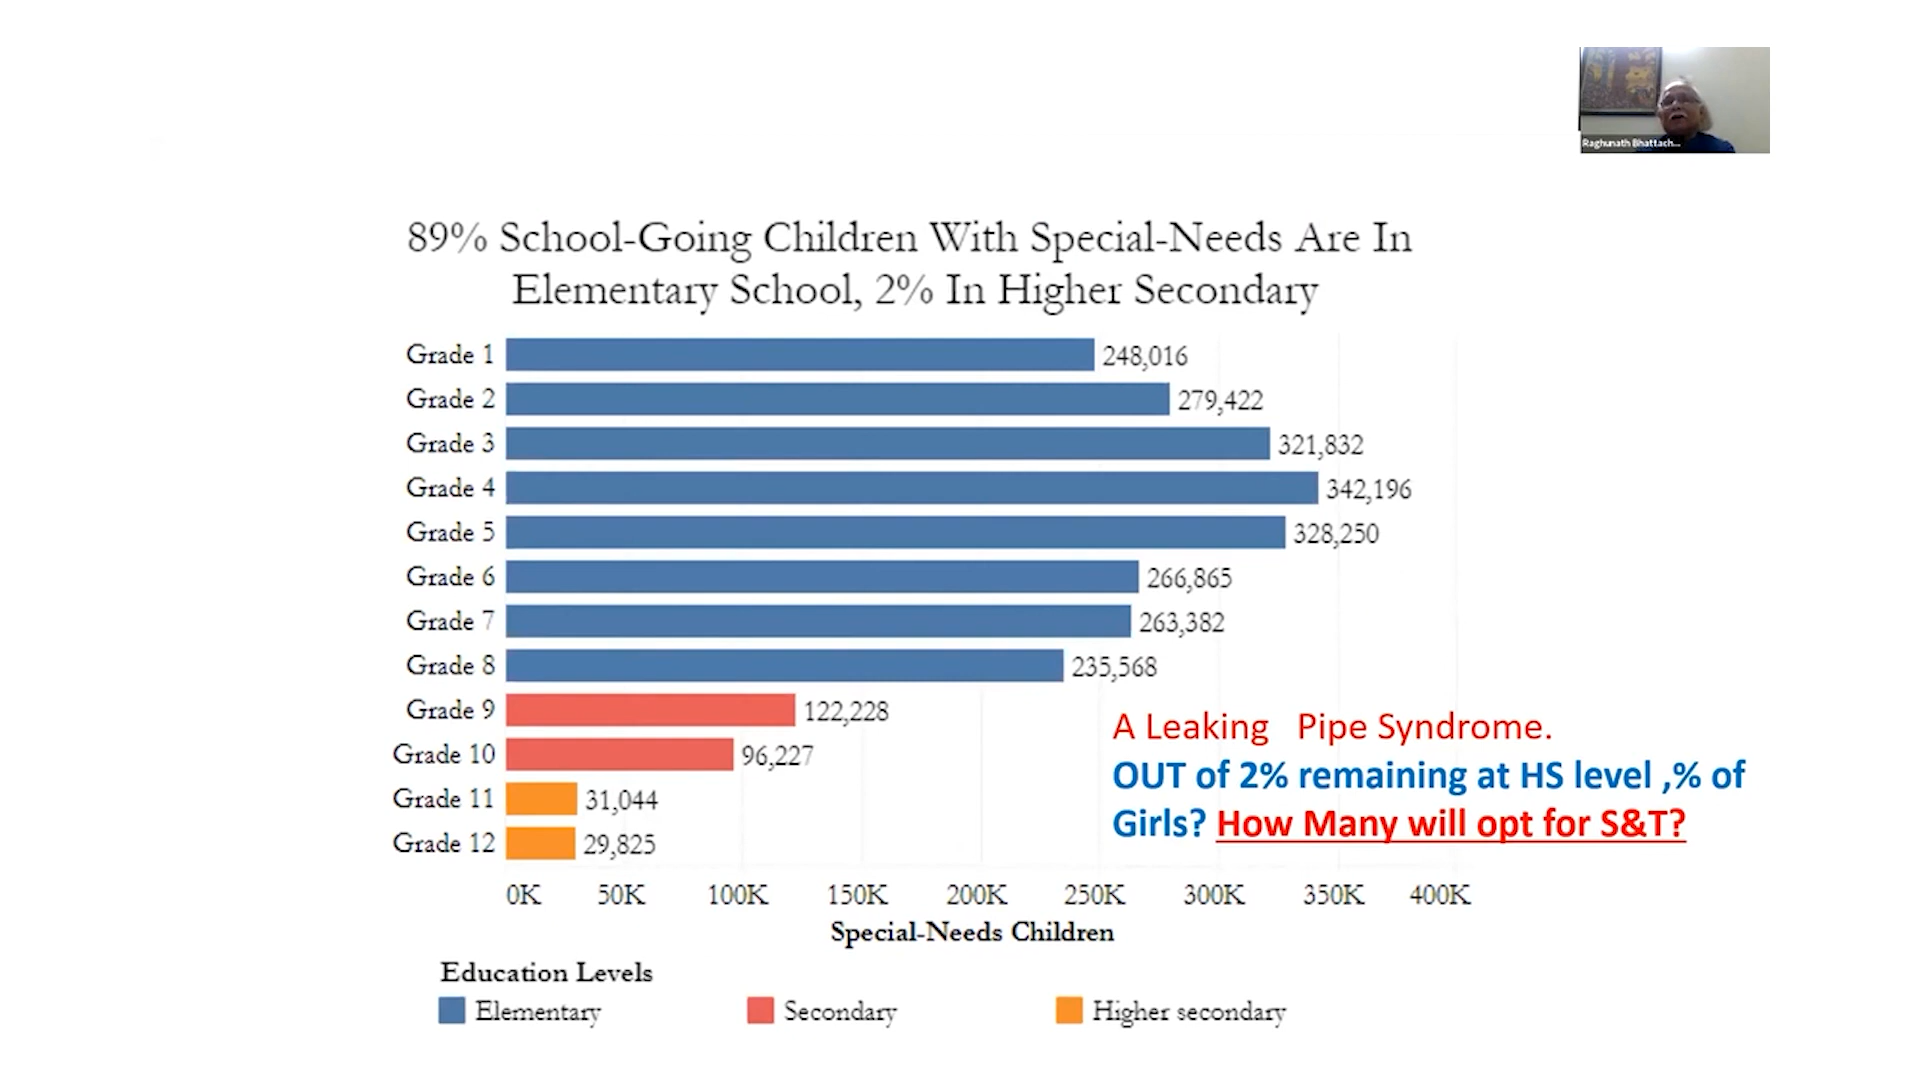 Raghunath Bhattach...
89% School-Going Children With Special-Needs Are In
Elementary School, 2% In Higher Secondary
Grade 1 248,016
Grade 2 279,422
Grade 3 321,832
Grade 4 342,196
Grade 5 328,250
Grade 6 266,865
Grade 7 263,382
Grade 8 235,568
Grade 9 122,228
Grade 10 96,227
Grade 11 31,044
Grade 12 29,825
A Leaking Pipe Syndrome.
OUT of 2% remaining at HS level ,% of
Girls? How Many will opt for S&T?
0K 50K 100K 150K 200K 250K 300K 350K 400K
Special-Needs Children
Education Levels
Elementary Secondary Higher secondary